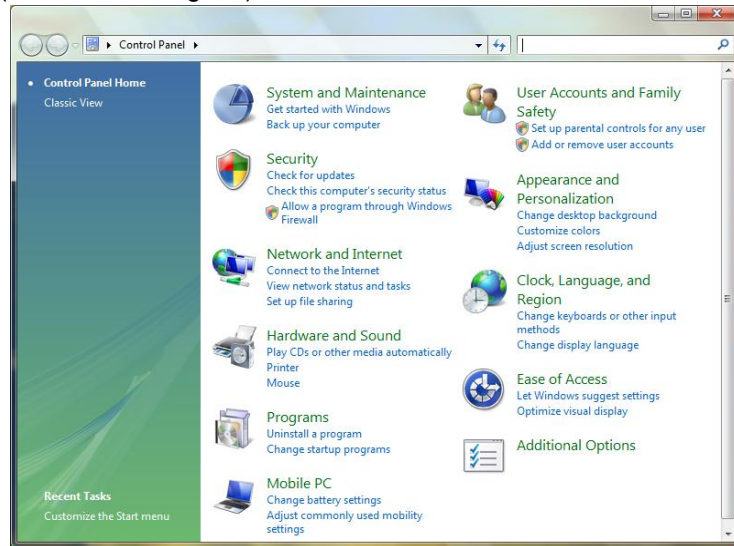 Control Panel
Control Panel Home
Classic View
System and Maintenance
Get started with Windows
Back up your computer
Security
Check for updates
Check this computer's security status
Allow a program through Windows
Firewall
Network and Internet
Connect to the Internet
View network status and tasks
Set up file sharing
Hardware and Sound
Play CDs or other media automatically
Printer
Mouse
Programs
Uninstall a program
Change startup programs
Mobile PC
Change battery settings
Adjust commonly used mobility
settings
User Accounts and Family
Safety
Set up parental controls for any user
Add or remove user accounts
Appearance and
Personalization
Change desktop background
Customize colors
Adjust screen resolution
Clock, Language, and
Region
Change keyboards or other input
methods
Change display language
Ease of Access
Let Windows suggest settings
Optimize visual display
Additional Options
Recent Tasks
Customize the Start menu